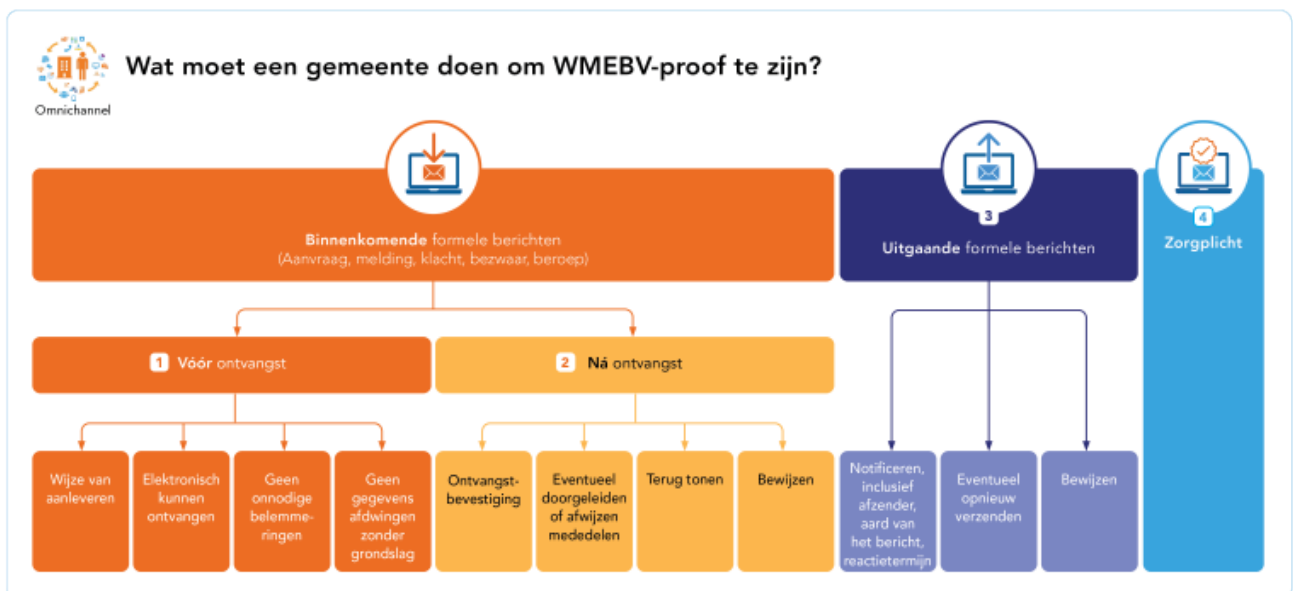 Wat moet een gemeente doen om WMEBV-proof te zijn?
Omnichannel
Binnenkomende formele berichten
(Aanvraag, melding, klacht, bezwaar, beroep)
3
Uitgaande formele berichten
4
Zorgplicht
1 Vóór ontvangst
2 Ná ontvangst
Wijze van
aanleveren
Elektronisch
kunnen
ontvangen
Geen
onnodige
belemme-
ringen
Geen
gegevens
afdwingen
zonder
grondslag
Ontvangst-
bevestiging
Eventueel
doorgeleiden
of afwijzen
mededelen
Terug tonen
Bewijzen
Notificeren,
inclusief
afzender,
aard van
het bericht,
reactietermijn
Eventueel
opnieuw
verzenden
Bewijzen